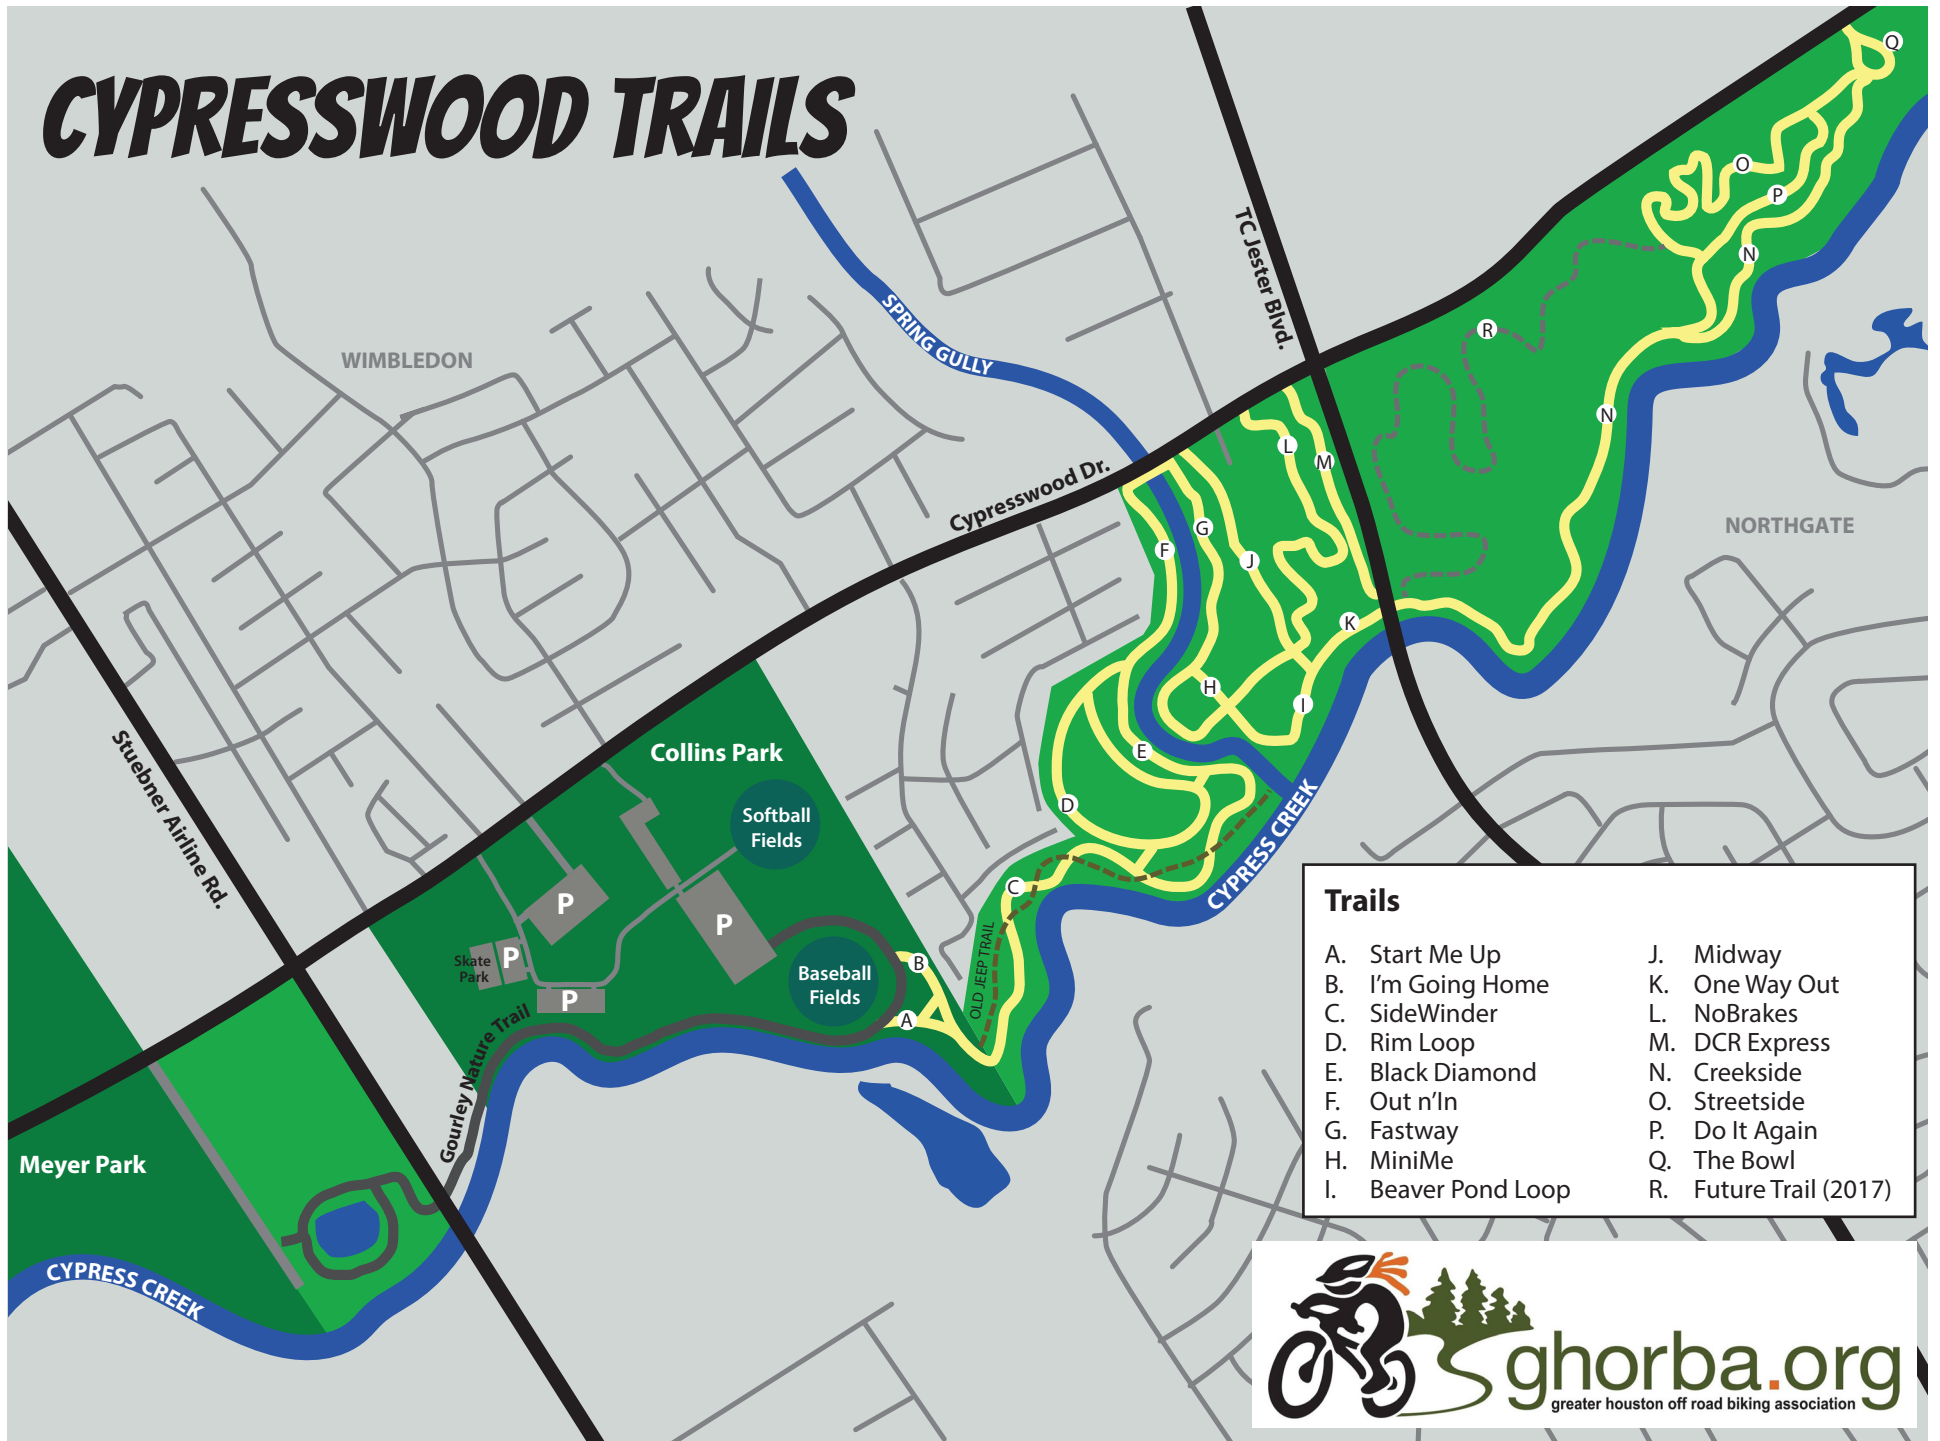 CYPRESSWOOD TRAILS
Q
O
P
N
TC Jester Blvd.
SPRING GULLY
R
WIMBLEDON
N
L
M
Cypresswood Dr.
G
F
J
NORTHGATE
K
H
I
Stuebner Airline Rd.
Collins Park
E
D
Softball
Fields
CYPRESS CREEK
C
P
P
OLD JEEP TRAIL
Skate
Park
P
B
Baseball
Fields
P
A
Gourley Nature Trail
Meyer Park
CYPRESS CREEK
Trails
A. Start Me Up
B. I'm Going Home
C. SideWinder
D. Rim Loop
E. Black Diamond
F. Out n'In
G. Fastway
H. MiniMe
I. Beaver Pond Loop
J. Midway
K. One Way Out
L. NoBrakes
M. DCR Express
N. Creekside
O. Streetside
P. Do It Again
Q. The Bowl
R. Future Trail (2017)
ghorba.org
greater houston off road biking association